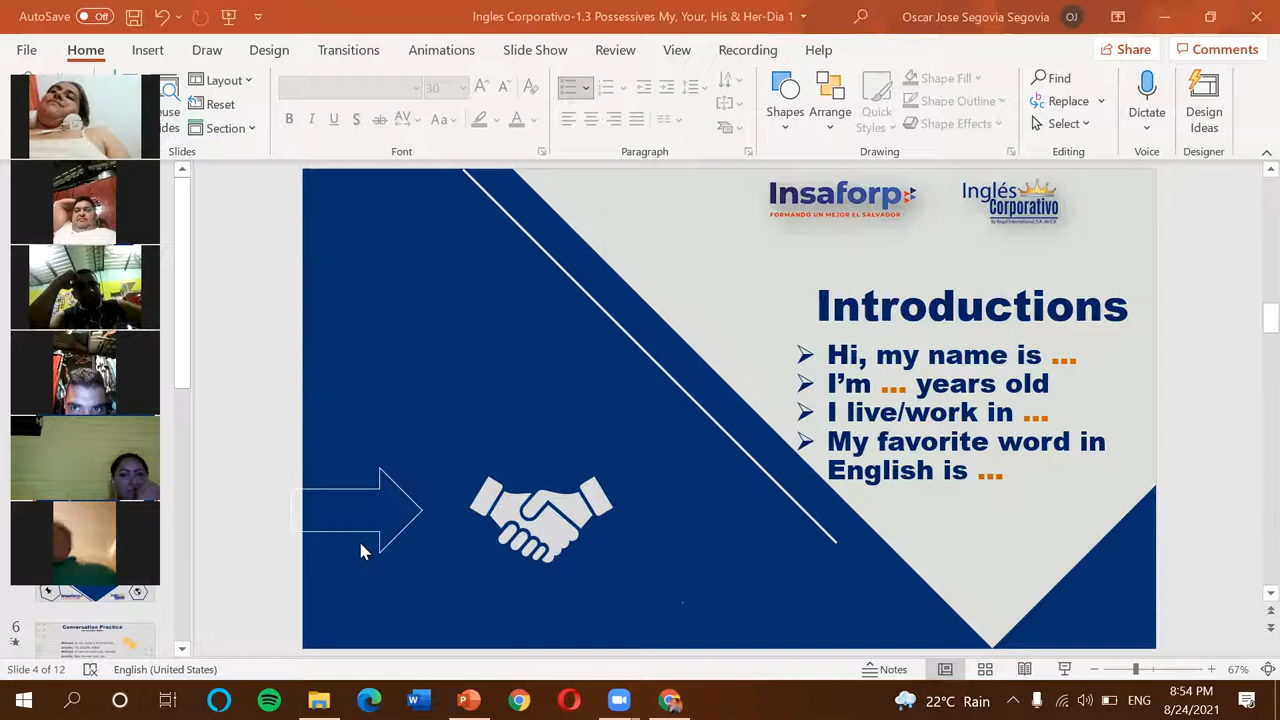 AutoSave Off
Ingles Corporativo-1.3 Possessives My, Your, His & Her-Dia 1
Oscar Jose Segovia Segovia OJ
File Home Insert Draw Design Transitions Animations Slide Show Review View Recording Help
Share Comments
Layout
Reset
Section
Slides
Font
Paragraph
Shapes
Arrange
Quick Styles
Shape Fill
Shape Outline
Shape Effects
Drawing
Find
Replace
Select
Editing
Dictate
Voice
Design Ideas
Designer
Insaforp
FORMANDO UN MEJOR EL SALVADOR
Inglés
Corporativo
Introductions
Hi, my name is ...
I'm ... years old
I live/work in ...
My favorite word in
English is ...
6
Conversation Practice
Slide 4 of 12 English (United States)
Notes 67%
22°C Rain ENG
8:54 PM
8/24/2021